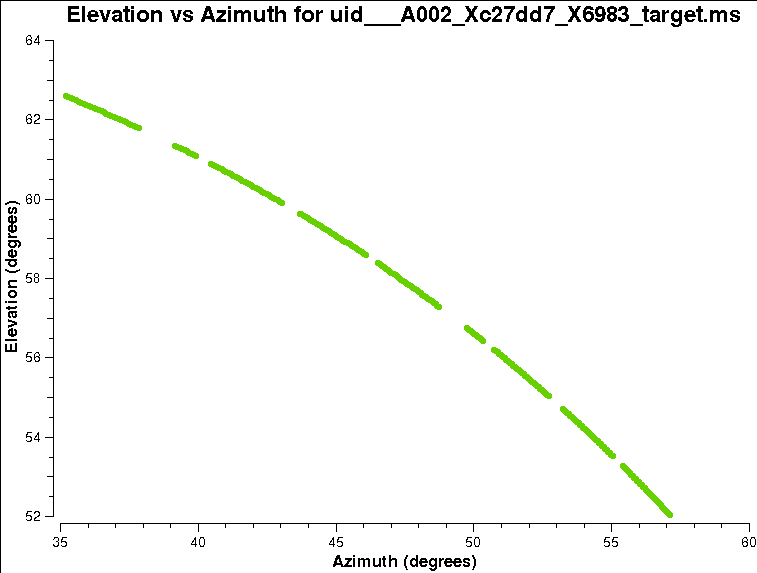 Elevation vs Azimuth for uid___A002_Xc27dd7_X6983_target.ms
64
62
60
58
56
54
52
Elevation (degrees)
35 40 45 50 55 60
Azimuth (degrees)